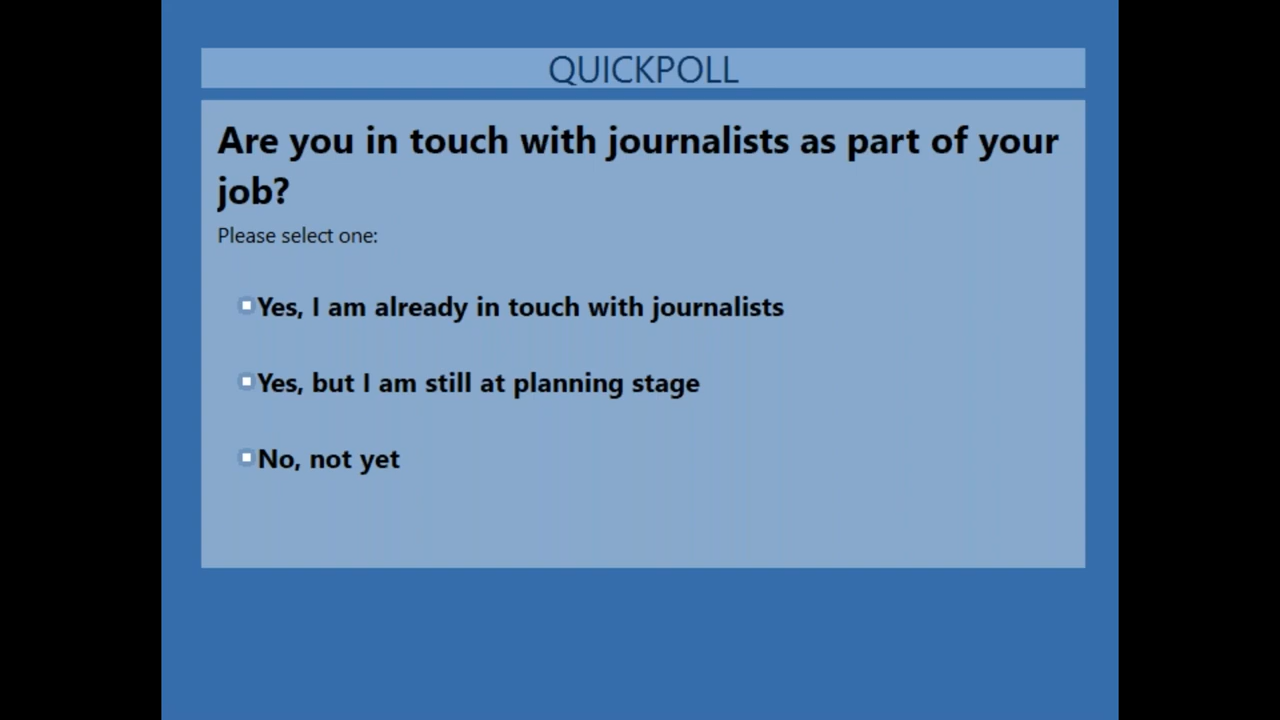 QUICKPOLL
Are you in touch with journalists as part of your
job?
Please select one:
Yes, I am already in touch with journalists
Yes, but I am still at planning stage
No, not yet